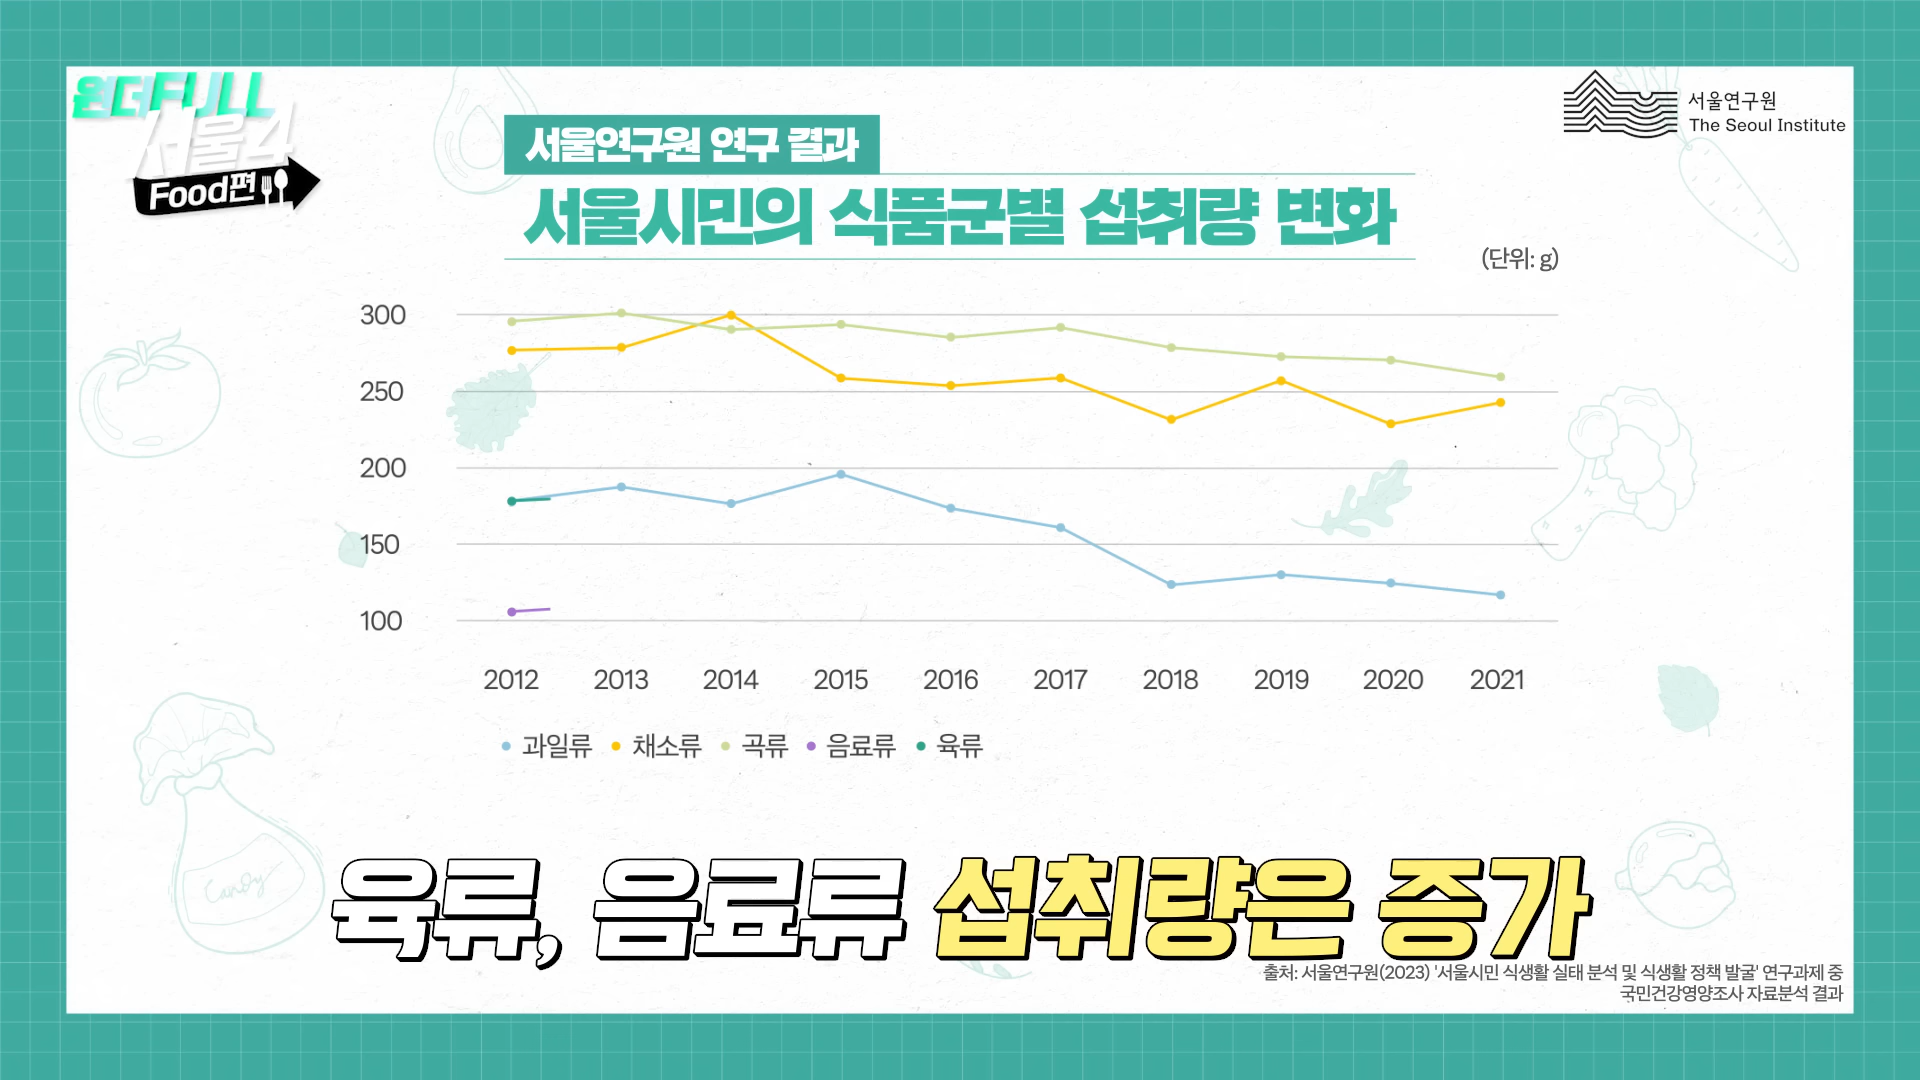 원더FULL
서울4
Food편
서울연구원
The Seoul Institute
서울연구원 연구 결과
서울시민의 식품군별 섭취량 변화
(단위: g)
300
250
200
150
100
2012 2013 2014 2015 2016 2017 2018 2019 2020 2021
과일류 채소류 곡류 음료류 육류
Candy
육류, 음료류 섭취량은 증가
출처: 서울연구원(2023) '서울시민 식생활 실태 분석 및 식생활 정책 발굴' 연구과제 중
국민건강영양조사 자료분석 결과